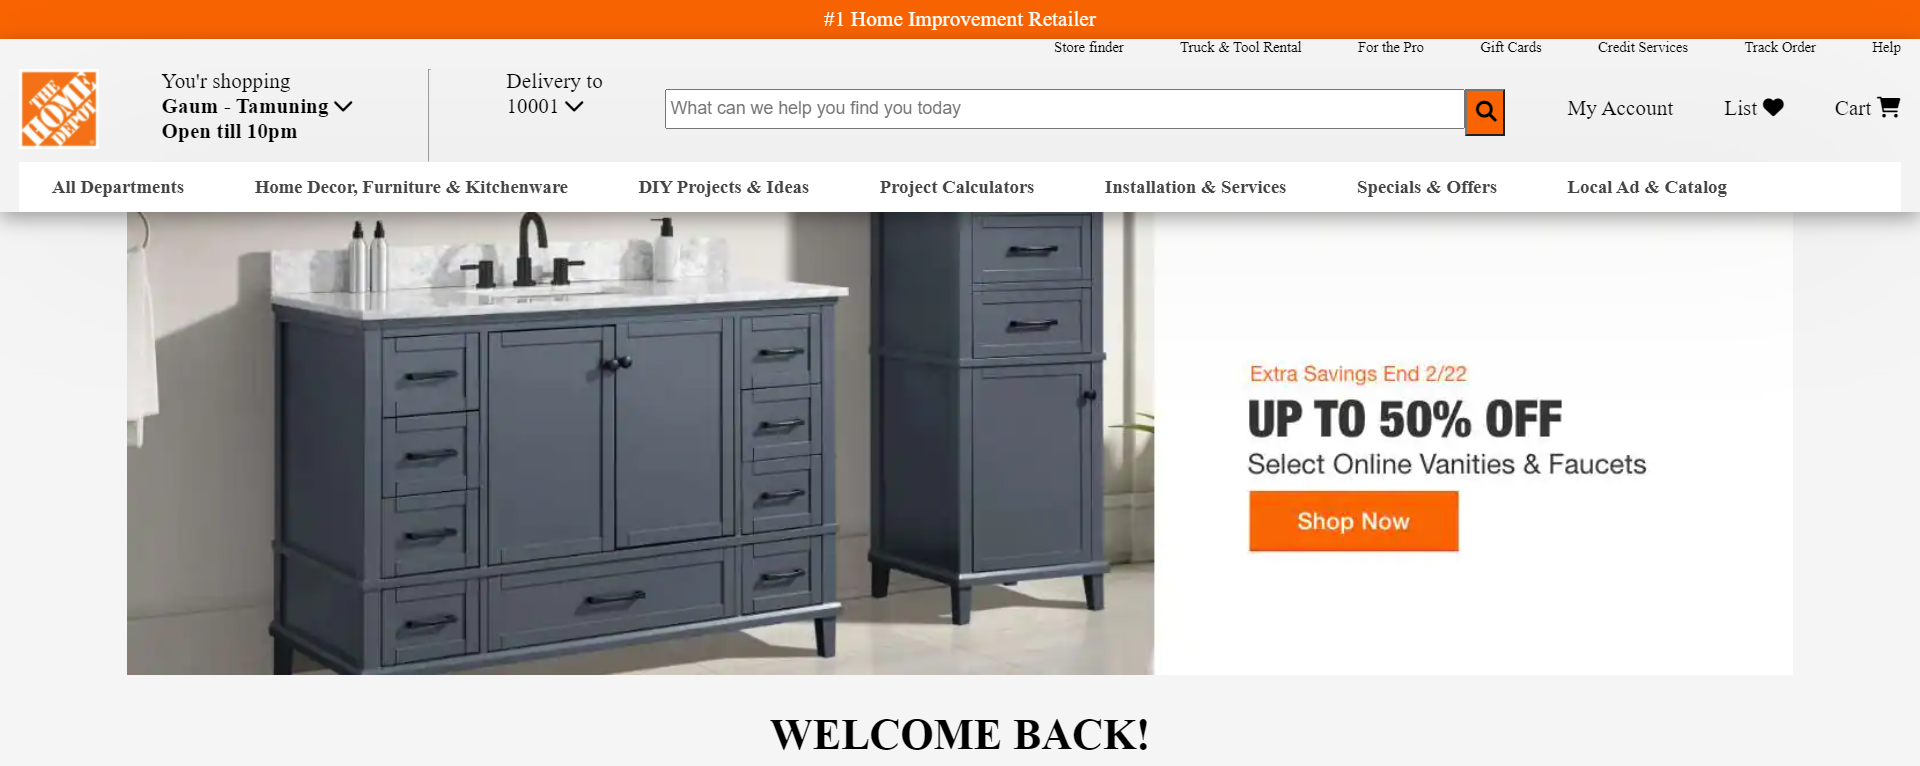 #1 Home Improvement Retailer
Store finder Truck & Tool Rental For the Pro Gift Cards Credit Services Track Order Help
THE
HOME
DEPOT
You'r shopping
Gaum - Tamuning
Open till 10pm
Delivery to
10001
What can we help you find you today
My Account List Cart
All Departments Home Decor, Furniture & Kitchenware DIY Projects & Ideas Project Calculators Installation & Services Specials & Offers Local Ad & Catalog
Extra Savings End 2/22
UP TO 50% OFF
Select Online Vanities & Faucets
Shop Now
WELCOME BACK!